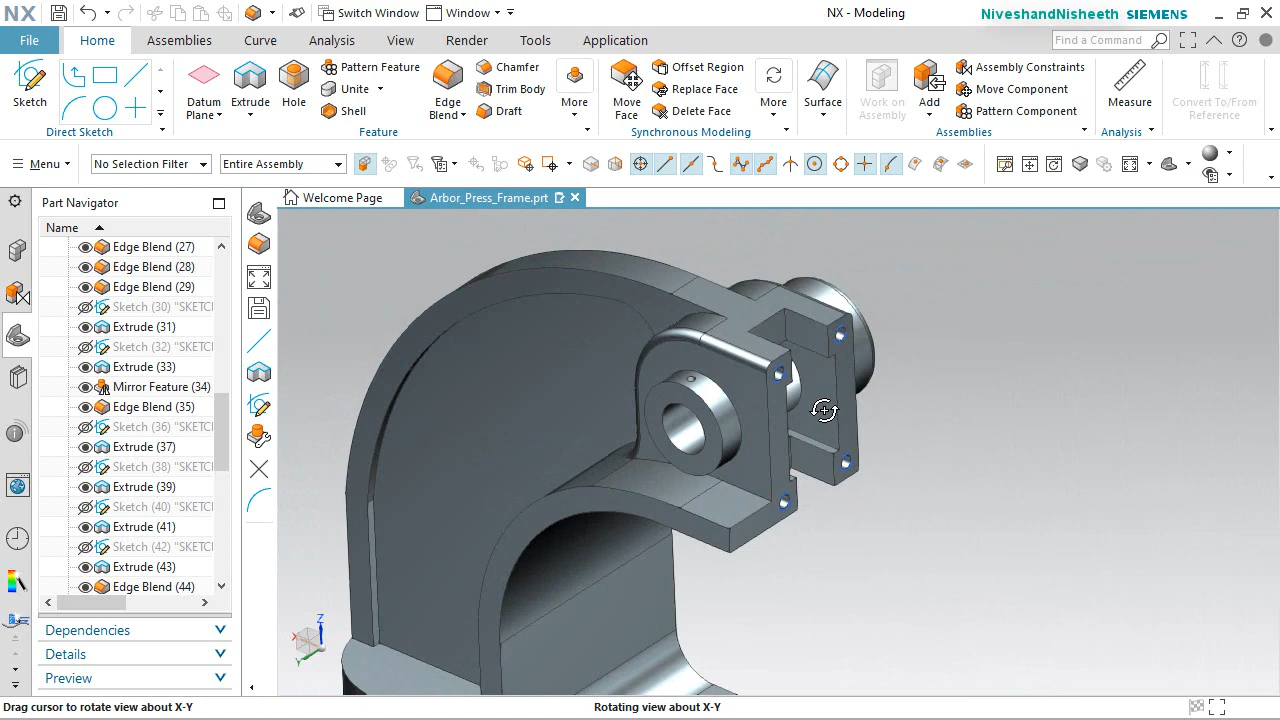 NX
Switch Window
Window
NX - Modeling
NiveshandNisheeth SIEMENS
File
Home
Assemblies
Curve
Analysis
View
Render
Tools
Application
Find a Command
Sketch
Direct Sketch
Datum Plane
Extrude
Hole
Pattern Feature
Unite
Shell
Edge Blend
Chamfer
Trim Body
Draft
More
Feature
Move Face
Offset Region
Replace Face
Delete Face
More
Synchronous Modeling
Surface
Work on Assembly
Add
Assembly Constraints
Move Component
Pattern Component
Assemblies
Measure
Analysis
Convert To/From Reference
Menu
No Selection Filter
Entire Assembly
Part Navigator
Welcome Page
Arbor_Press_Frame.prt
Name
Edge Blend (27)
Edge Blend (28)
Edge Blend (29)
Sketch (30) "SKETC
Extrude (31)
Sketch (32) "SKETC
Extrude (33)
Mirror Feature (34)
Edge Blend (35)
Sketch (36) "SKETC
Extrude (37)
Sketch (38) "SKETC
Extrude (39)
Sketch (40) "SKETC
Extrude (41)
Sketch (42) "SKETC
Extrude (43)
Edge Blend (44)
Dependencies
Details
Preview
Z
X
Y
Drag cursor to rotate view about X-Y
Rotating view about X-Y